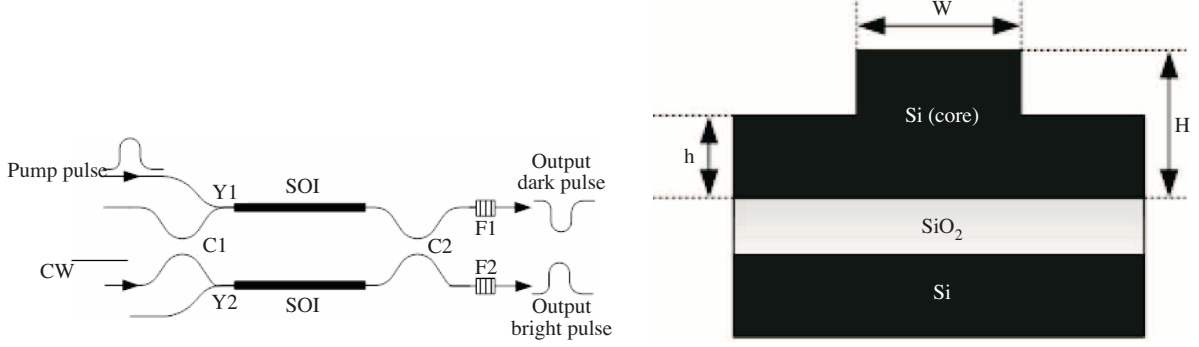 Pump pulse
Y1
SOI
Output
dark pulse
F1
C1
C2
CW
F2
Y2
SOI
Output
bright pulse
W
Si (core)
H
h
SiO2
Si